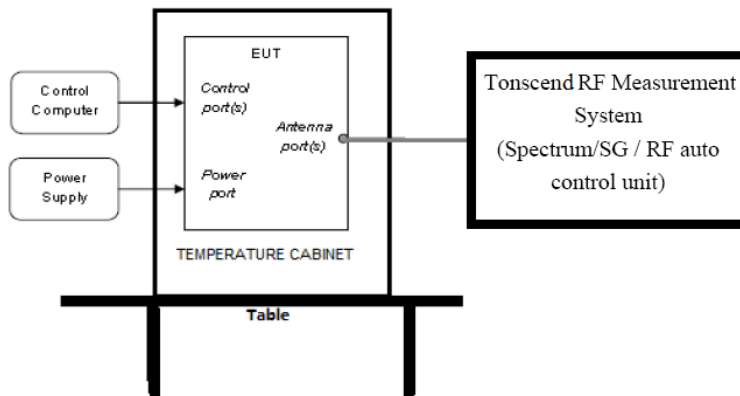 Control
Computer
Power
Supply
EUT
Control
port(s)
Antenna
port(s)
Power
port
TEMPERATURE CABINET
Table
Tonscend RF Measurement
System
(Spectrum/SG / RF auto
control unit)